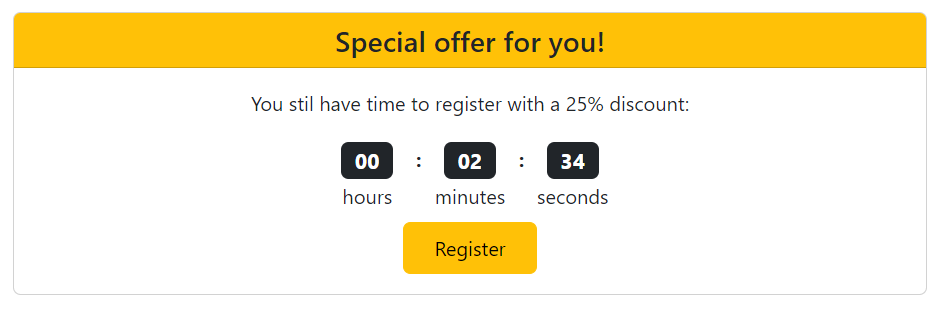 Special offer for you!
You stil have time to register with a 25% discount:
00 : 02 : 34
hours minutes seconds
Register